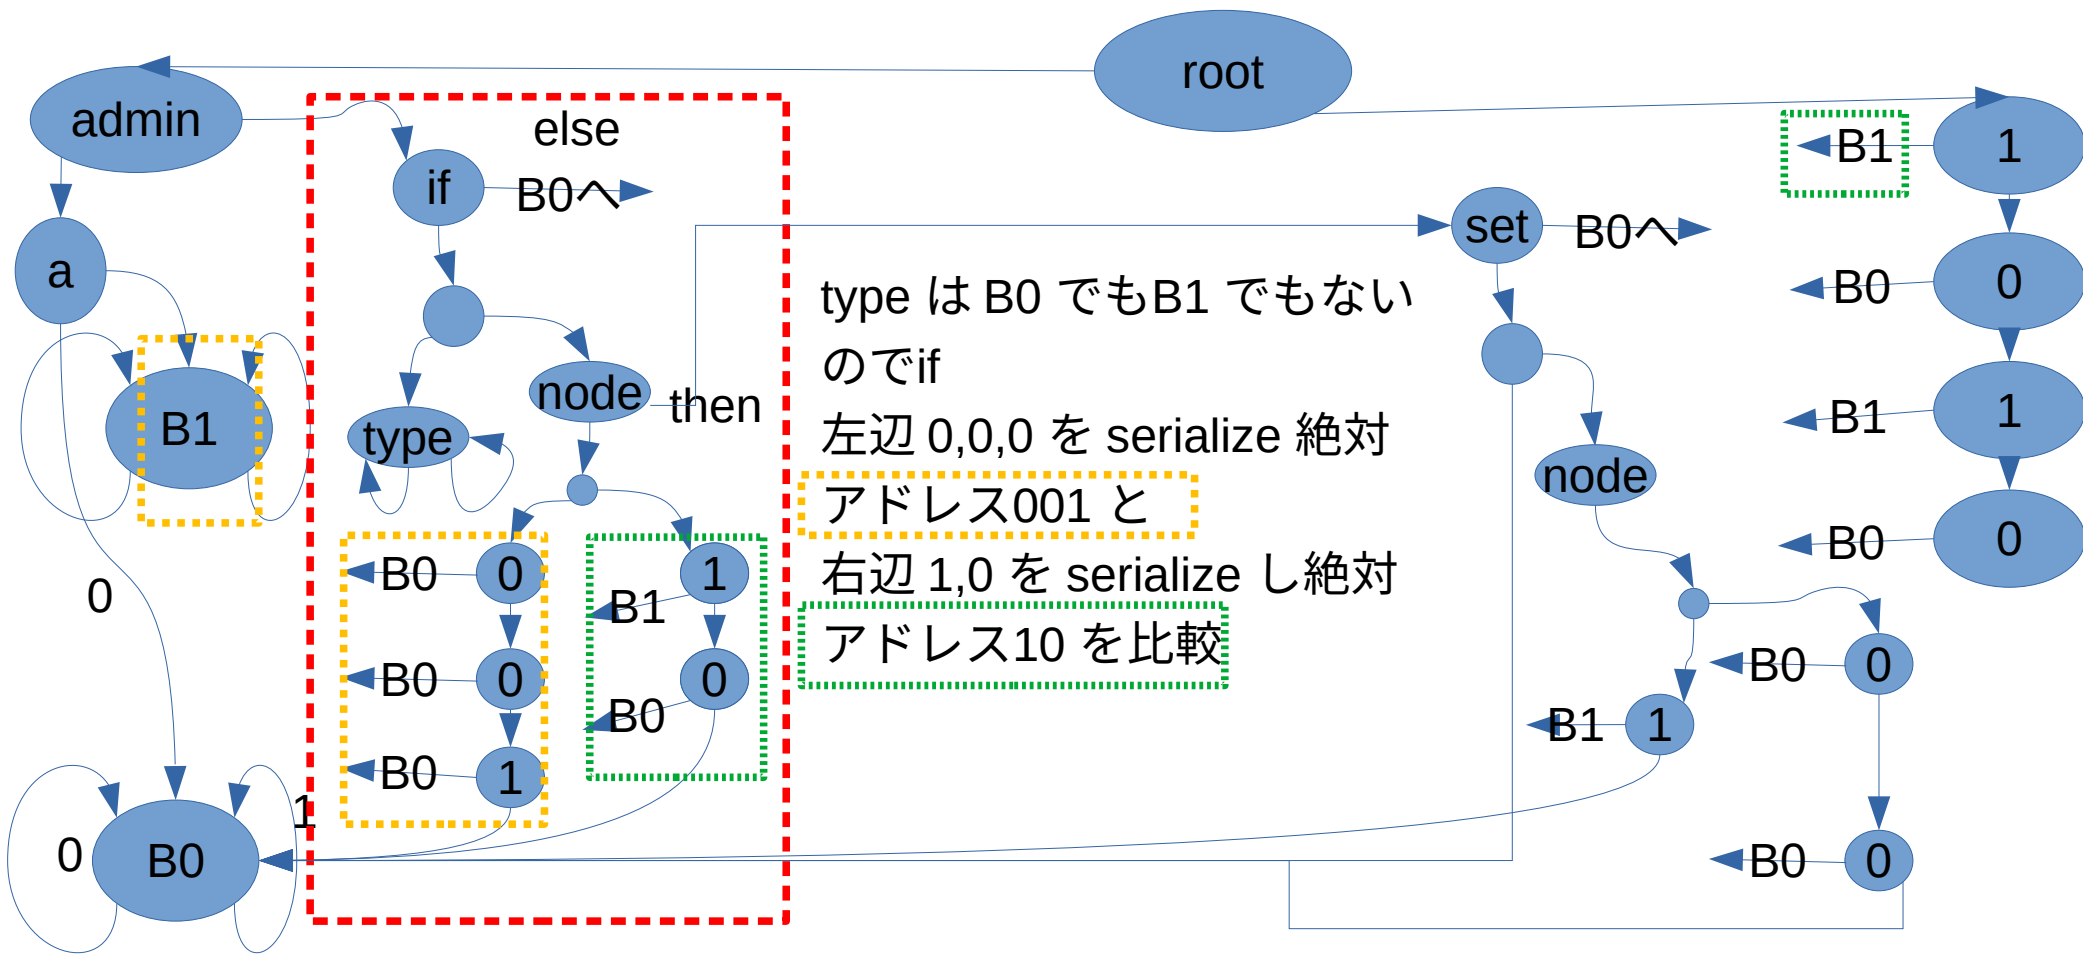 root
admin
else
B1
1
if
B0へ
set
B0へ
a
type は B0 でもB1 でもない
B0
0
のでif
node
then
B1
type
左辺 0,0,0 を serialize 絶対
B1
1
node
アドレス001 と
B0
0
B0
0
1
右辺 1,0 を serialize し絶対
0
B1
アドレス10 を比較
B0
0
0
B0
0
B0
B1
1
B0
1
1
0
B0
B0
0